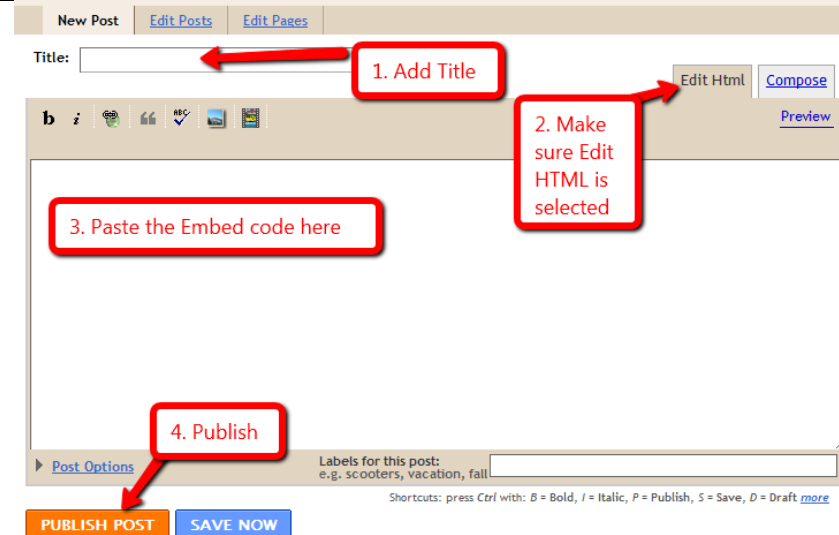 New Post Edit Posts Edit Pages
Title:
1. Add Title
Edit Html Compose
b i ABC
Preview
2. Make
sure Edit
HTML is
selected
3. Paste the Embed code here
4. Publish
Post Options
Labels for this post:
e.g. scooters, vacation, fall
Shortcuts: press Ctrl with: B = Bold, I = Italic, P = Publish, S = Save, D = Draft more
PUBLISH POST SAVE NOW